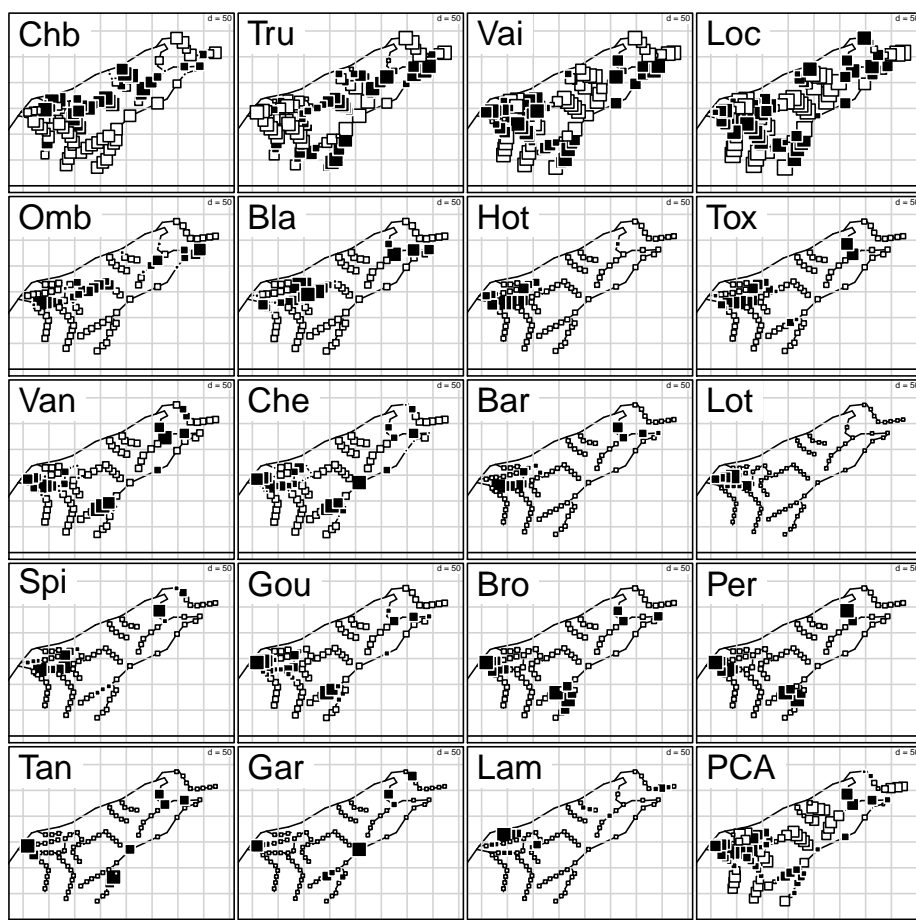 Chb d = 50
Tru d = 50
Vai d = 50
Loc d = 50
Omb d = 50
Bla d = 50
Hot d = 50
Tox d = 50
Van d = 50
Che d = 50
Bar d = 50
Lot d = 50
Spi d = 50
Gou d = 50
Bro d = 50
Per d = 50
Tan d = 50
Gar d = 50
Lam d = 50
PCA d = 50